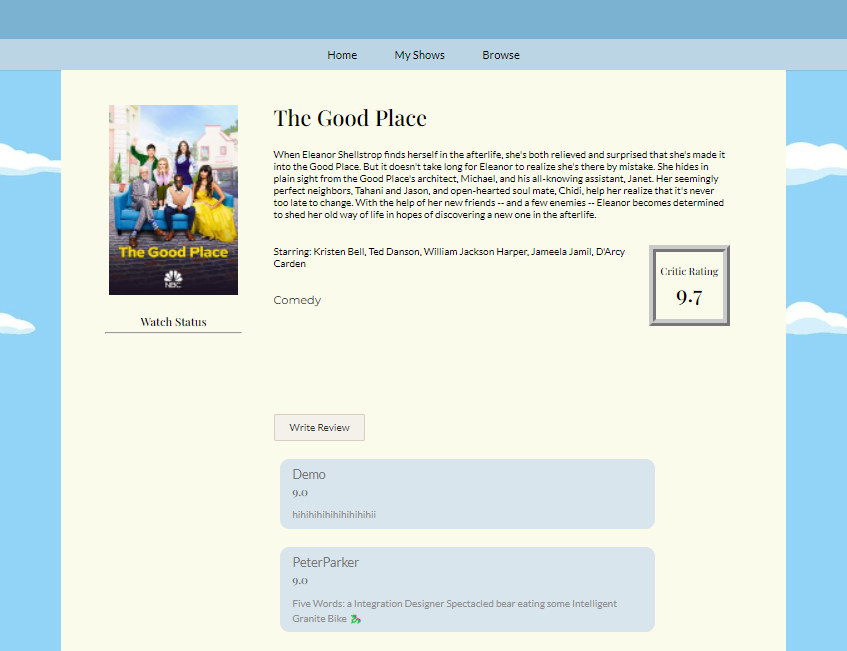 Home My Shows Browse
The Good Place
NBC
Watch Status
The Good Place
When Eleanor Shellstrop finds herself in the afterlife, she's both relieved and surprised that she's made it
into the Good Place. But it doesn't take long for Eleanor to realize she's there by mistake. She hides in
plain sight from the Good Place's architect, Michael, and his all-knowing assistant, Janet. Her seemingly
perfect neighbors, Tahani and Jason, and open-hearted soul mate, Chidi, help her realize that it's never
too late to change. With the help of her new friends -- and a few enemies -- Eleanor becomes determined
to shed her old way of life in hopes of discovering a new one in the afterlife.
Starring: Kristen Bell, Ted Danson, William Jackson Harper, Jameela Jamil, D'Arcy
Carden
Comedy
Critic Rating
9.7
Write Review
Demo
9.0
hihihihihihihihihihii
PeterParker
9.0
Five Words: a Integration Designer Spectacled bear eating some Intelligent
Granite Bike 🐉